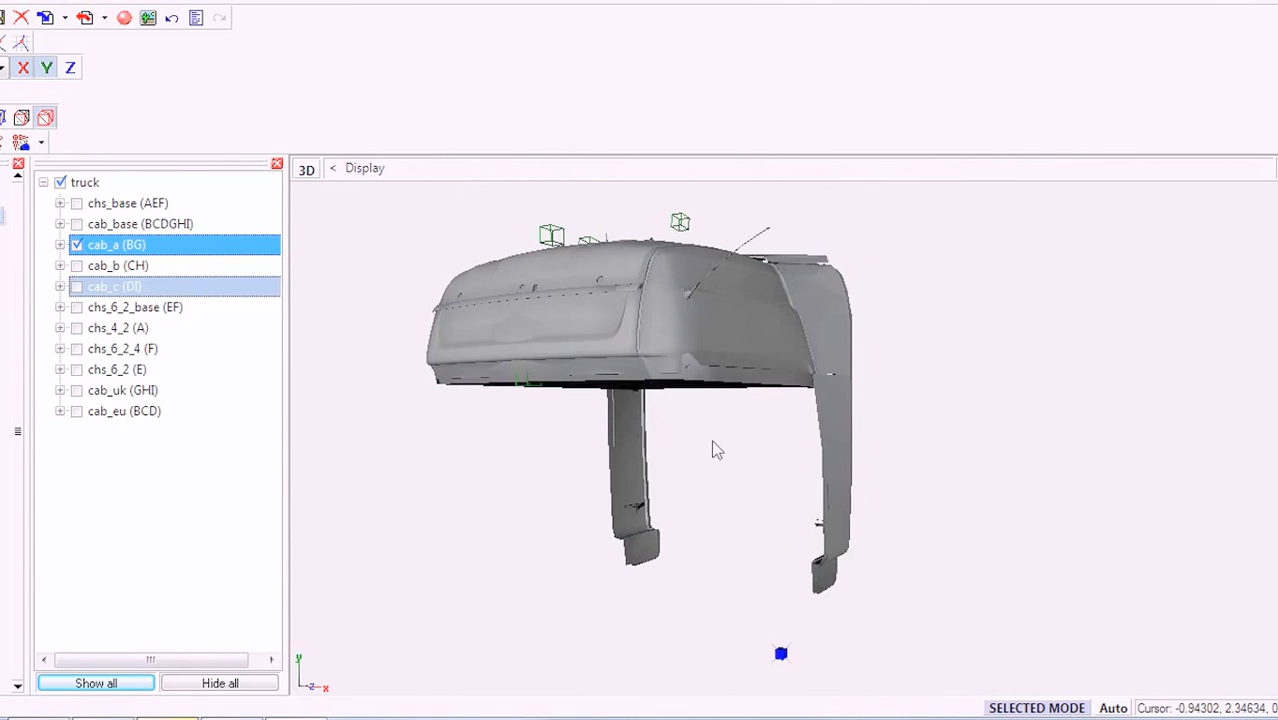 X Y Z
truck
chs_base (AEF)
cab_base (BCDGHI)
cab_a (BG)
cab_b (CH)
cab_c (DI)
chs_6_2_base (EF)
chs_4_2 (A)
chs_6_2_4 (F)
chs_6_2 (E)
cab_uk (GHI)
cab_eu (BCD)
Show all
Hide all
3D < Display
y
z x
SELECTED MODE Auto Cursor: -0.94302, 2.34634, 0